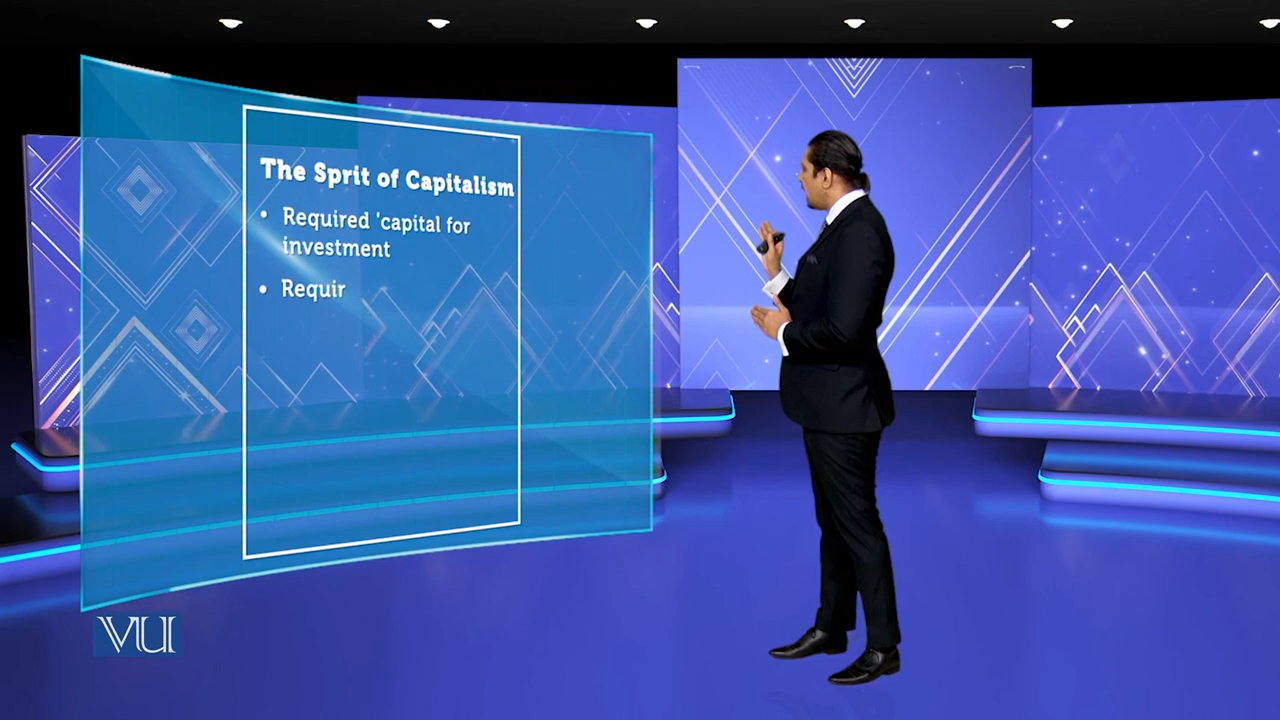 The Sprit of Capitalism
• Required 'capital for
investment
• Requir
VU